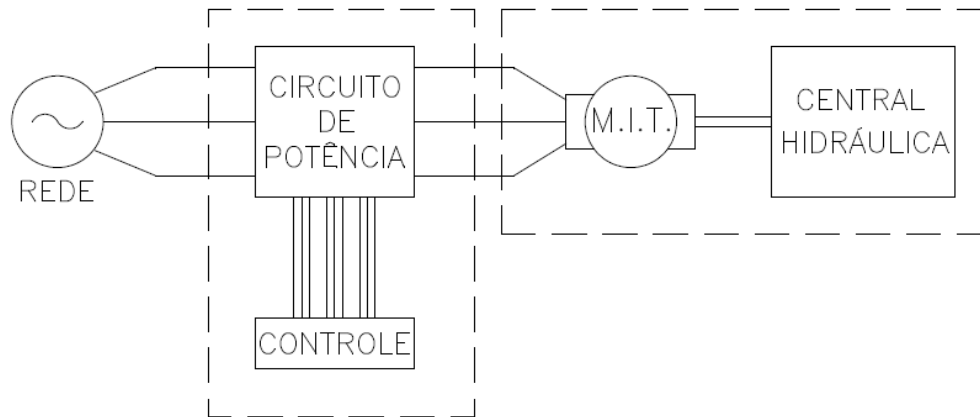 REDE
CIRCUITO
DE
POTÊNCIA
CONTROLE
M.I.T.
CENTRAL
HIDRÁULICA